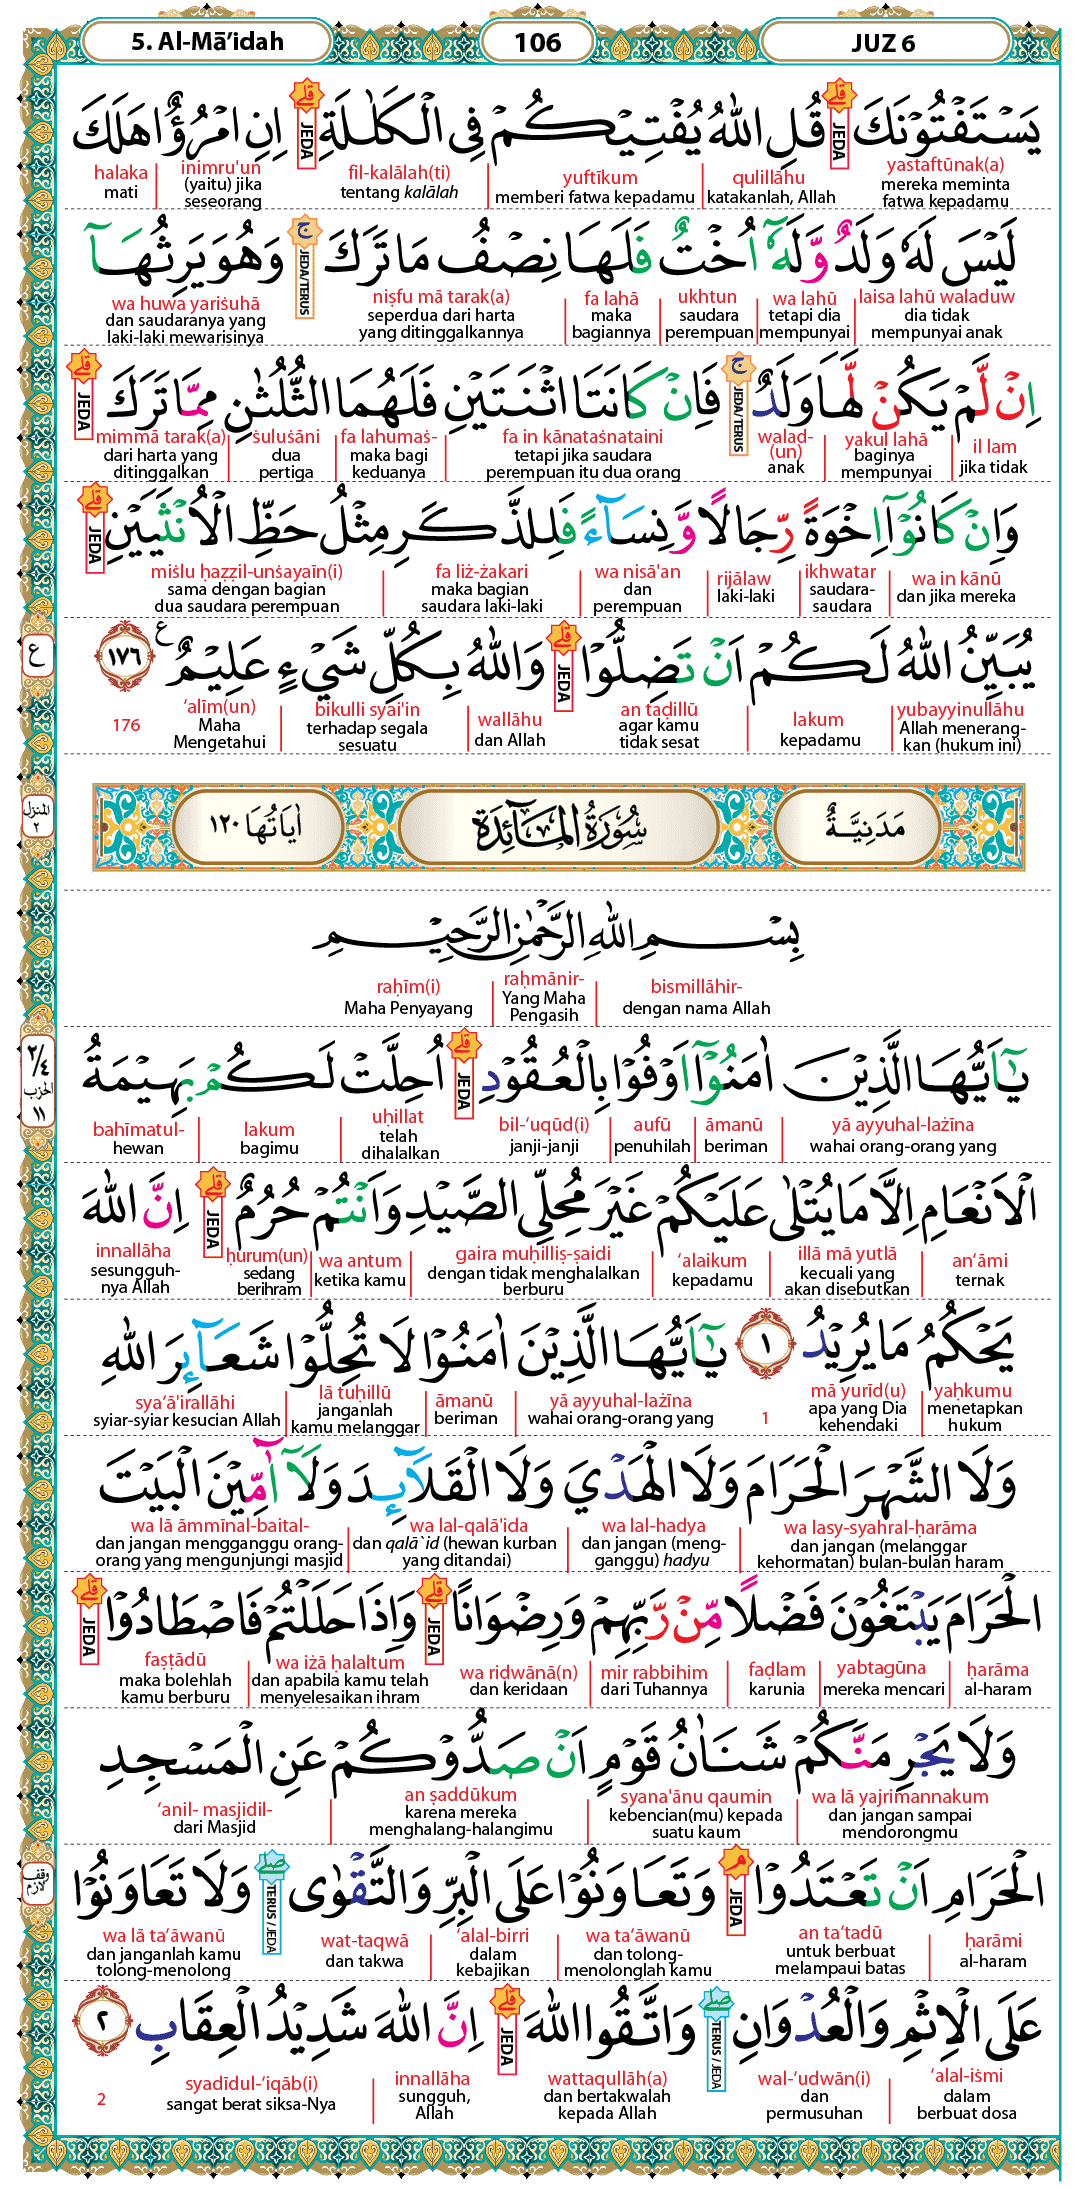 5. Al-Mā’idah 106 JUZ 6
يَسْتَفْتُوْنَكَۗ قُلِ اللّٰهُ يُفْتِيْكُمْ فِى الْكَلٰلَةِۗ اِنِ امْرُؤٌا هَلَكَ
قلے JEDA قلے JEDA
yastaftūnak(a) qulillāhu yuftīkum fil-kalālah(ti) inimru'un halaka
mereka meminta fatwa kepadamu katakanlah, Allah memberi fatwa kepadamu tentang kalālah (yaitu) jika seseorang mati
لَيْسَ لَهٗ وَلَدٌ وَّلَهٗٓ اُخْتٌ فَلَهَا نِصْفُ مَا تَرَكَۚ وَهُوَ يَرِثُهَآ
ج JEDA/TERUS
laisa lahū waladuw wa lahū ukhtun fa lahā niṣfu mā tarak(a) wa huwa yariṡuhā
dia tidak mempunyai anak tetapi dia mempunyai saudara perempuan maka bagiannya seperdua dari harta yang ditinggalkannya dan saudaranya yang laki-laki mewarisinya
اِنْ لَّمْ يَكُنْ لَّهَا وَلَدٌۚ فَاِنْ كَانَتَا اثْنَتَيْنِ فَلَهُمَا الثُّلُثٰنِ مِمَّا تَرَكَۗ
ج JEDA/TERUS قلے JEDA
il lam yakul lahā walad-(un) fa in kānataṡnataini fa lahumaṡ- ṡuluṡāni mimmā tarak(a)
jika tidak baginya mempunyai anak tetapi jika saudara perempuan itu dua orang maka bagi keduanya dua pertiga dari harta yang ditinggalkan
وَاِنْ كَانُوْٓا اِخْوَةً رِّجَالًا وَّنِسَاۤءً فَلِلذَّكَرِ مِثْلُ حَظِّ الْاُنْثَيَيْنِۗ
قلے JEDA
wa in kānū ikhwatar rijālaw wa nisā'an fa liż-żakari miṡlu ḥaẓẓil-unṡayaīn(i)
dan jika mereka saudara-saudara laki-laki dan perempuan maka bagian saudara laki-laki sama dengan bagian dua saudara perempuan
يُبَيِّنُ اللّٰهُ لَكُمْ اَنْ تَضِلُّوْاۗ وَاللّٰهُ بِكُلِّ شَيْءٍ عَلِيْمٌ ࣖ ١٧٦
قلے JEDA
ع
yubayyinullāhu lakum an taḍillū wallāhu bikulli syāi'in ‘alīm(un)
Allah menerang-kan (hukum ini) kepadamu agar kamu tidak sesat dan Allah terhadap segala sesuatu Maha Mengetahui 176
المنزل ٢
مَدَنِيَّةٌ سُوْرَةُ الْمَاۤئِدَةِ اٰيَاتُهَا ١٢٠
بِسْمِ اللّٰهِ الرَّحْمٰنِ الرَّحِيْمِ
bismillāhir- raḥmānir- raḥīm(i)
dengan nama Allah Yang Maha Pengasih Maha Penyayang
٢/٤ الحزب ١١
يٰٓاَيُّهَا الَّذِيْنَ اٰمَنُوْٓا اَوْفُوْا بِالْعُقُوْدِۗ اُحِلَّتْ لَكُمْ بَهِيْمَةُ
قلے JEDA
yā ayyuhal-lażīna āmanū aufū bil-‘uqūd(i) uḥillat lakum bahīmatul-
wahai orang-orang yang beriman penuhilah janji-janji telah dihalalkan bagimu hewan
الْاَنْعَامِ اِلَّا مَا يُتْلٰى عَلَيْكُمْ غَيْرَ مُحِلِّى الصَّيْدِ وَاَنْتُمْ حُرُمٌۗ اِنَّ اللّٰهَ
قلے JEDA
an‘āmi illā mā yutlā ‘alaikum gaira muḥilliṣ-ṣaidi wa antum ḥurum(un) innallāha
ternak kecuali yang akan disebutkan kepadamu dengan tidak menghalalkan berburu ketika kamu sedang berihram sesungguh-nya Allah
يَحْكُمُ مَا يُرِيْدُ ١ يٰٓاَيُّهَا الَّذِيْنَ اٰمَنُوْا لَا تُحِلُّوْا شَعَاۤئِرَ اللّٰهِ
yaḥkumu mā yurīd(u) yā ayyuhal-lażīna āmanū lā tuḥillū sya‘ā'irallāhi
menetapkan hukum apa yang Dia kehendaki 1 wahai orang-orang yang beriman janganlah kamu melanggar syiar-syiar kesucian Allah
وَلَا الشَّهْرَ الْحَرَامَ وَلَا الْهَدْيَ وَلَا الْقَلَاۤئِدَ وَلَآ اٰۤمِّيْنَ الْبَيْتَ
wa lasy-syahral-ḥarāma wa lal-hadya wa lal-qalā'ida wa lā āmmīnal-baital-
dan jangan (melanggar kehormatan) bulan-bulan haram dan jangan (meng-ganggu) hadyu dan qalā`id (hewan kurban yang ditandai) dan jangan mengganggu orang-orang yang mengunjungi masjid
الْحَرَامَ يَبْتَغُوْنَ فَضْلًا مِّنْ رَّبِّهِمْ وَرِضْوَانًاۗ وَاِذَا حَلَلْتُمْ فَاصْطَادُوْاۗ
قلے JEDA قلے JEDA
ḥarāma yabtagūna faḍlam mir rabbihim wa ridwānā(n) wa iżā ḥalaltum faṣṭādū
al-haram mereka mencari karunia dari Tuhannya dan keridaan dan apabila kamu telah menyelesaikan ihram maka bolehlah kamu berburu
وَلَا يَجْرِمَنَّكُمْ شَنَاٰنُ قَوْمٍ اَنْ صَدُّوْكُمْ عَنِ الْمَسْجِدِ
wa lā yajrimannakum syana'ānu qaumin an ṣaddūkum ‘anil- masjidil-
dan jangan sampai mendorongmu kebencian(mu) kepada suatu kaum karena mereka menghalang-halangimu dari Masjid
وقف لازم
الْحَرَامِ اَنْ تَعْتَدُوْاۘ وَتَعَاوَنُوْا عَلَى الْبِرِّ وَالتَّقْوٰىۖ وَلَا تَعَاوَنُوْا
م JEDA صلے TERUS / JEDA
ḥarāmi an ta‘tadū wa ta‘āwanū ‘alal-birri wat-taqwā wa lā ta‘āwanū
al-haram untuk berbuat melampaui batas dan tolong-menolonglah kamu dalam kebajikan dan takwa dan janganlah kamu tolong-menolong
عَلَى الْاِثْمِ وَالْعُدْوَانِۖ وَاتَّقُوا اللّٰهَۗ اِنَّ اللّٰهَ شَدِيْدُ الْعِقَابِ ٢
صلے TERUS / JEDA قلے JEDA
‘alal-iṡmi wal-‘udwān(i) wattaqullāh(a) innallāha syadīdul-‘iqāb(i)
dalam berbuat dosa dan permusuhan dan bertakwalah kepada Allah sungguh, Allah sangat berat siksa-Nya 2